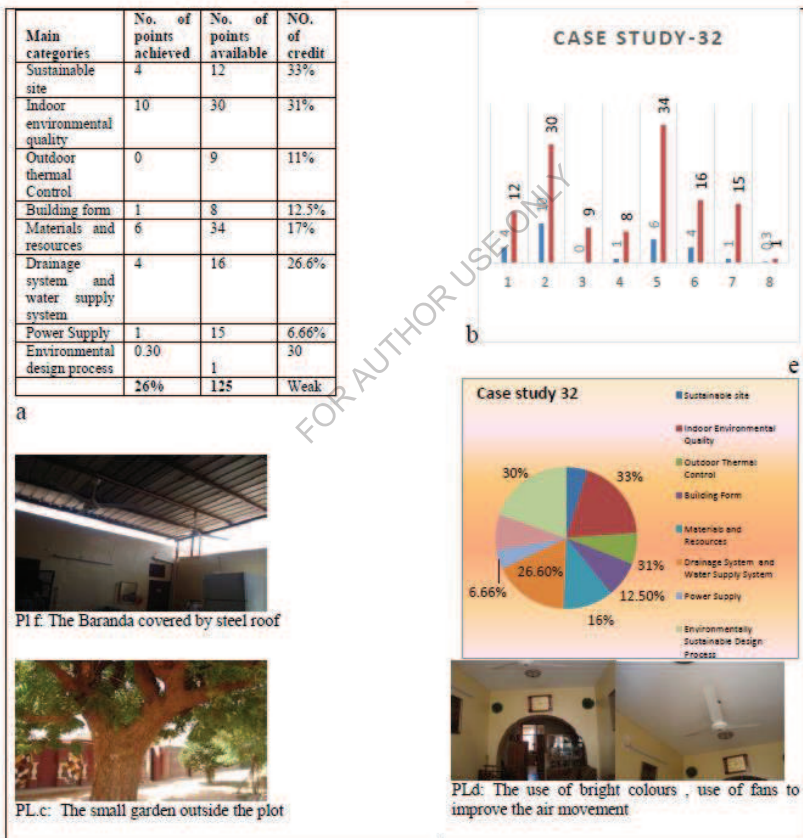 Main categories No. of points achieved No. of points available NO. of credit
Sustainable site 4 12 33%
Indoor environmental quality 10 30 31%
Outdoor thermal Control 0 9 11%
Building form 1 8 12.5%
Materials and resources 6 34 17%
Drainage system and water supply system 4 16 26.6%
Power Supply 1 15 6.66%
Environmental design process 0.30 1 30
26% 125 Weak
a
CASE STUDY-32
4 12
10 30
0 9
1 8
6 34
4 16
1 15
0.3 1
1 2 3 4 5 6 7 8
b
e
FOR AUTHOR USE ONLY
Case study 32
30%
33%
31%
12.50%
16%
26.60%
6.66%
Sustainable site
Indoor Environmental
Quality
Outdoor Thermal
Control
Building Form
Materials and
Resources
Drainage System and
Water Supply System
Power Supply
Environmentally
Sustainable Design
Process
Pl f: The Baranda covered by steel roof
PL.c: The small garden outside the plot
PLd: The use of bright colours , use of fans to
improve the air movement